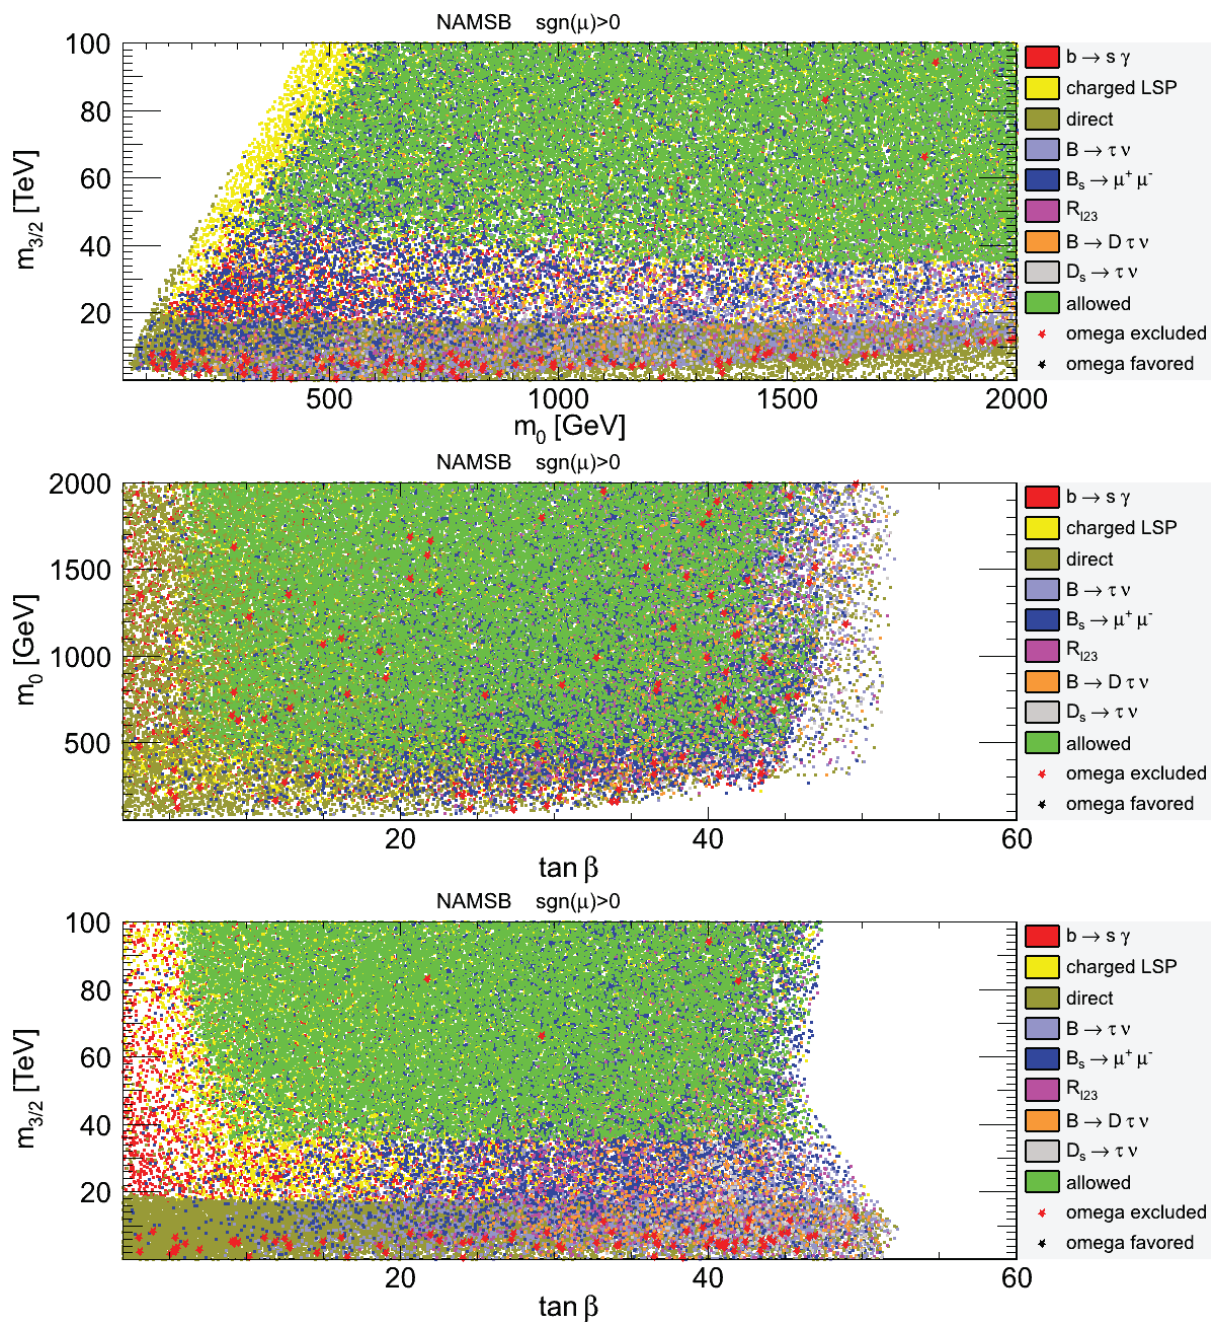 NAMSB sgn(μ)>0
100
80
60
40
20
m3/2 [TeV]
500 1000 1500 2000
m0 [GeV]
b → s γ
charged LSP
direct
B → τ ν
Bs → μ+ μ-
Rl23
B → D τ ν
Ds → τ ν
allowed
omega excluded
omega favored
NAMSB sgn(μ)>0
2000
1500
1000
500
m0 [GeV]
20 40 60
tan β
b → s γ
charged LSP
direct
B → τ ν
Bs → μ+ μ-
Rl23
B → D τ ν
Ds → τ ν
allowed
omega excluded
omega favored
NAMSB sgn(μ)>0
100
80
60
40
20
m3/2 [TeV]
20 40 60
tan β
b → s γ
charged LSP
direct
B → τ ν
Bs → μ+ μ-
Rl23
B → D τ ν
Ds → τ ν
allowed
omega excluded
omega favored